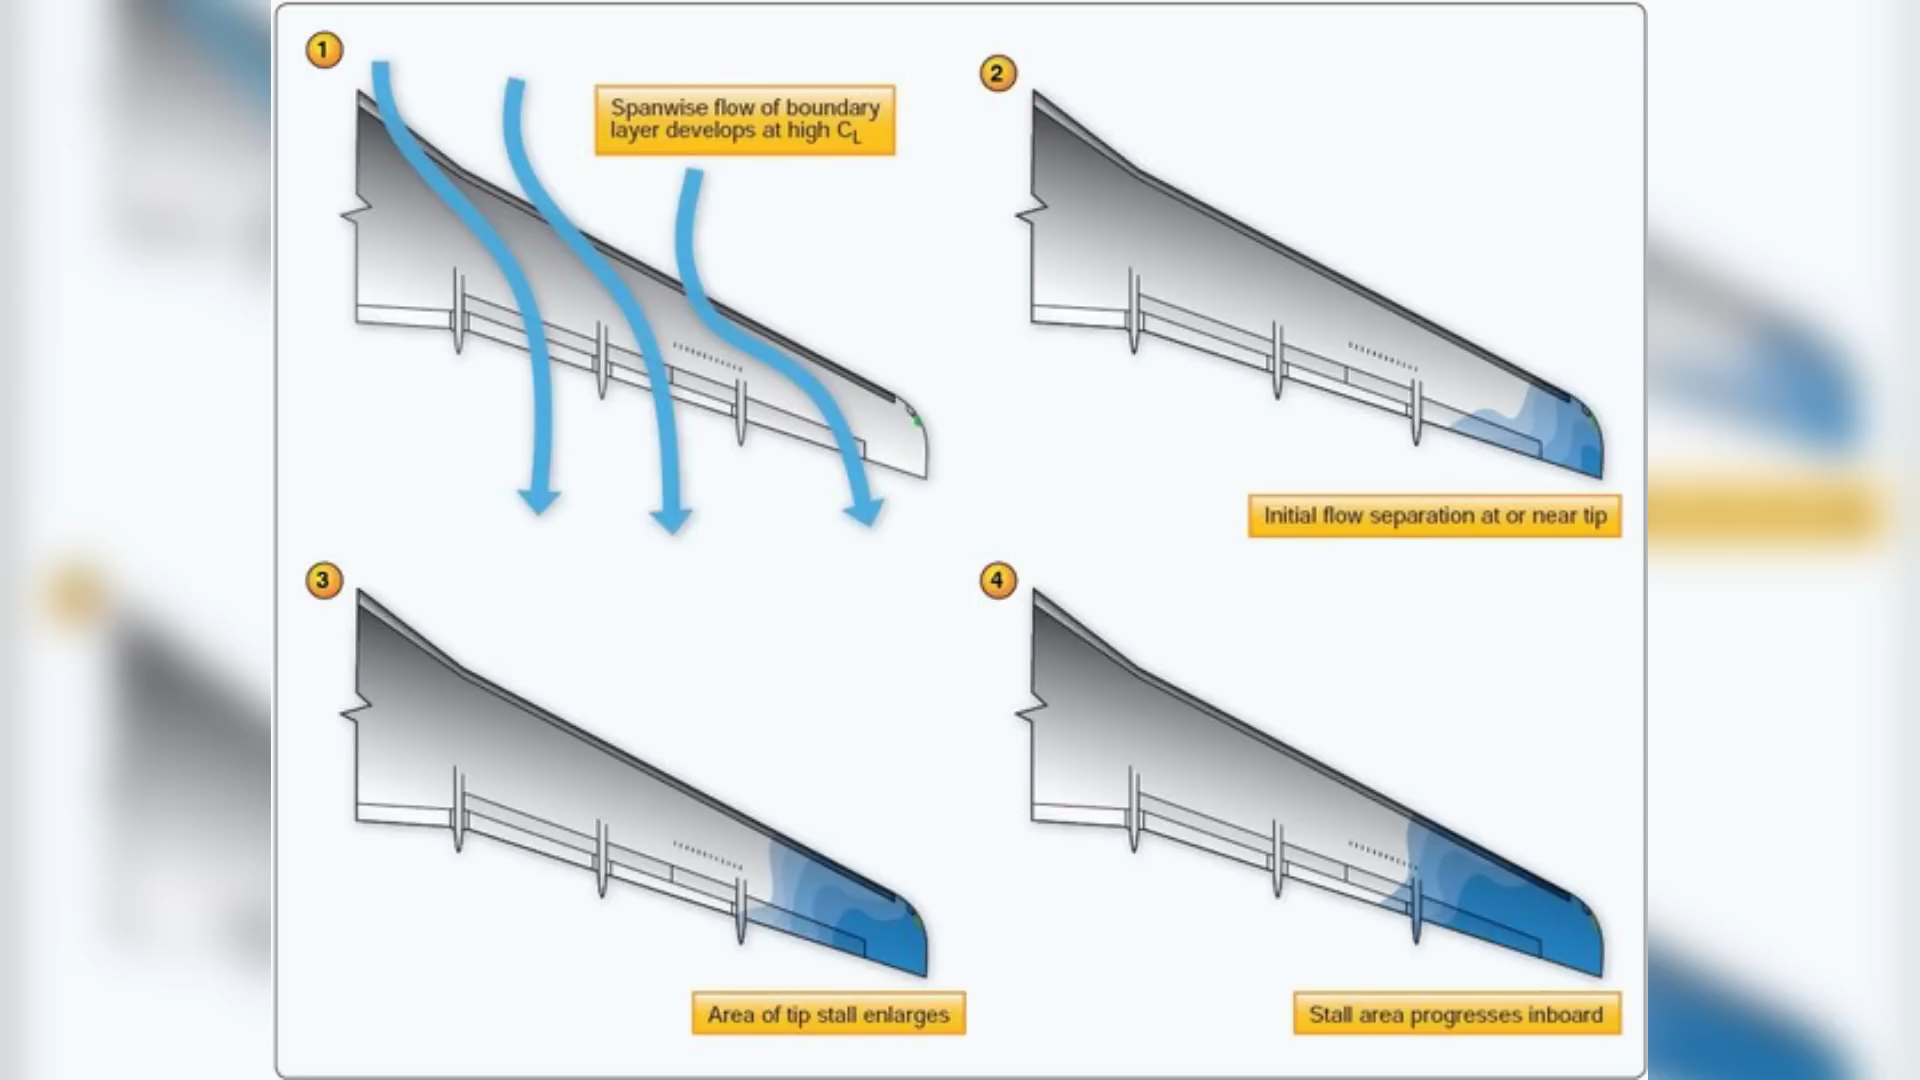 1
Spanwise flow of boundary
layer develops at high CL
2
Initial flow separation at or near tip
3
Area of tip stall enlarges
4
Stall area progresses inboard